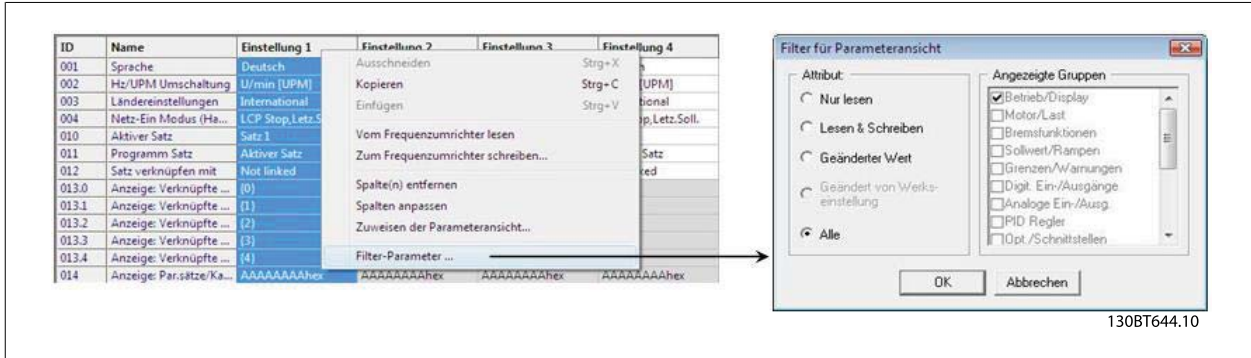 ID Name Einstellung 1 Einstellung 2 Einstellung 3 Einstellung 4
001 Sprache Deutsch
002 Hz/UPM Umschaltung U/min [UPM] [UPM]
003 Ländereinstellungen International tional
004 Netz-Ein Modus (Ha... LCP Stop,Letz.S op,Letz.Soll.
010 Aktiver Satz Satz 1
011 Programm Satz Aktiver Satz Satz
012 Satz verknüpfen mit Not linked ked
013.0 Anzeige: Verknüpfte ... {0}
013.1 Anzeige: Verknüpfte ... {1}
013.2 Anzeige: Verknüpfte ... {2}
013.3 Anzeige: Verknüpfte ... {3}
013.4 Anzeige: Verknüpfte ... {4}
014 Anzeige: Par.sätze/Ka... AAAAAAAAhex AAAAAAAAhex AAAAAAAAhex AAAAAAAAhex
Ausschneiden Strg+X
Kopieren Strg+C
Einfügen Strg+V
Vom Frequenzumrichter lesen
Zum Frequenzumrichter schreiben...
Spalte(n) entfernen
Spalten anpassen
Zuweisen der Parameteransicht...
Filter-Parameter ...
Filter für Parameteransicht
Attribut:
Nur lesen
Lesen & Schreiben
Geänderter Wert
Geändert von Werks-
einstellung
Alle
Angezeigte Gruppen
Betrieb/Display
Motor/Last
Bremsfunktionen
Sollwert/Rampen
Grenzen/Warnungen
Digit. Ein-/Ausgänge
Analoge Ein-/Ausg.
PID Regler
Opt./Schnittstellen
OK Abbrechen
130BT644.10